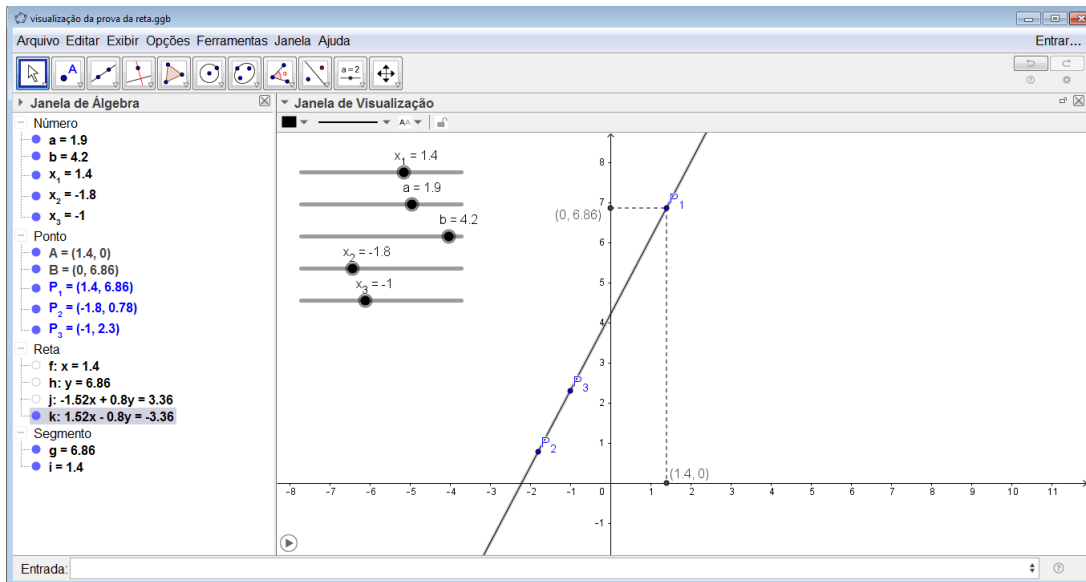 visualização da prova da reta.ggb
Arquivo Editar Exibir Opções Ferramentas Janela Ajuda
Entrar...
A
α
a=2
Janela de Álgebra
Número
a = 1.9
b = 4.2
x₁ = 1.4
x₂ = -1.8
x₃ = -1
Ponto
A = (1.4, 0)
B = (0, 6.86)
P₁ = (1.4, 6.86)
P₂ = (-1.8, 0.78)
P₃ = (-1, 2.3)
Reta
f: x = 1.4
h: y = 6.86
j: -1.52x + 0.8y = 3.36
k: 1.52x - 0.8y = -3.36
Segmento
g = 6.86
i = 1.4
Janela de Visualização
AA
x₁ = 1.4
a = 1.9
b = 4.2
x₂ = -1.8
x₃ = -1
8
7
6
5
4
3
2
1
-1
(0, 6.86)
P₁
P₃
P₂
(1.4, 0)
-8 -7 -6 -5 -4 -3 -2 -1 0 1 2 3 4 5 6 7 8 9 10 11
Entrada: